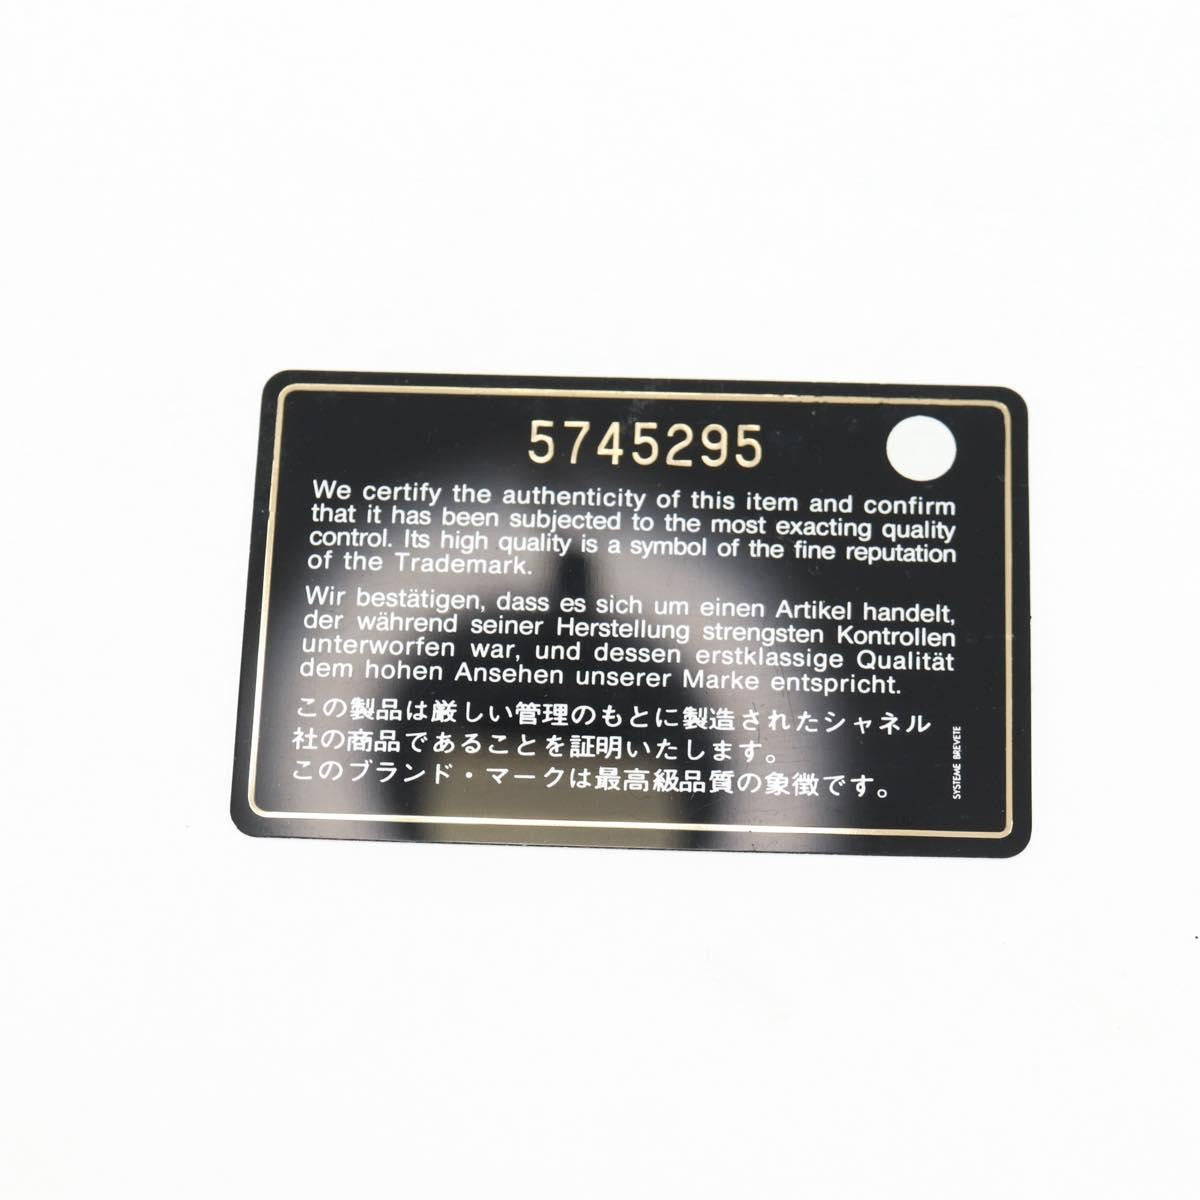 5745295
We certify the authenticity of this item and confirm
that it has been subjected to the most exacting quality
control. Its high quality is a symbol of the fine reputation
of the Trademark.
Wir bestätigen, dass es sich um einen Artikel handelt,
der während seiner Herstellung strengsten Kontrollen
unterworfen war, und dessen erstklassige Qualität
dem hohen Ansehen unserer Marke entspricht.
この製品は厳しい管理のもとに製造されたシャネル
社の商品であることを証明いたします。
このブランド・マークは最高級品質の象徴です。
SYSTEME BREVETE